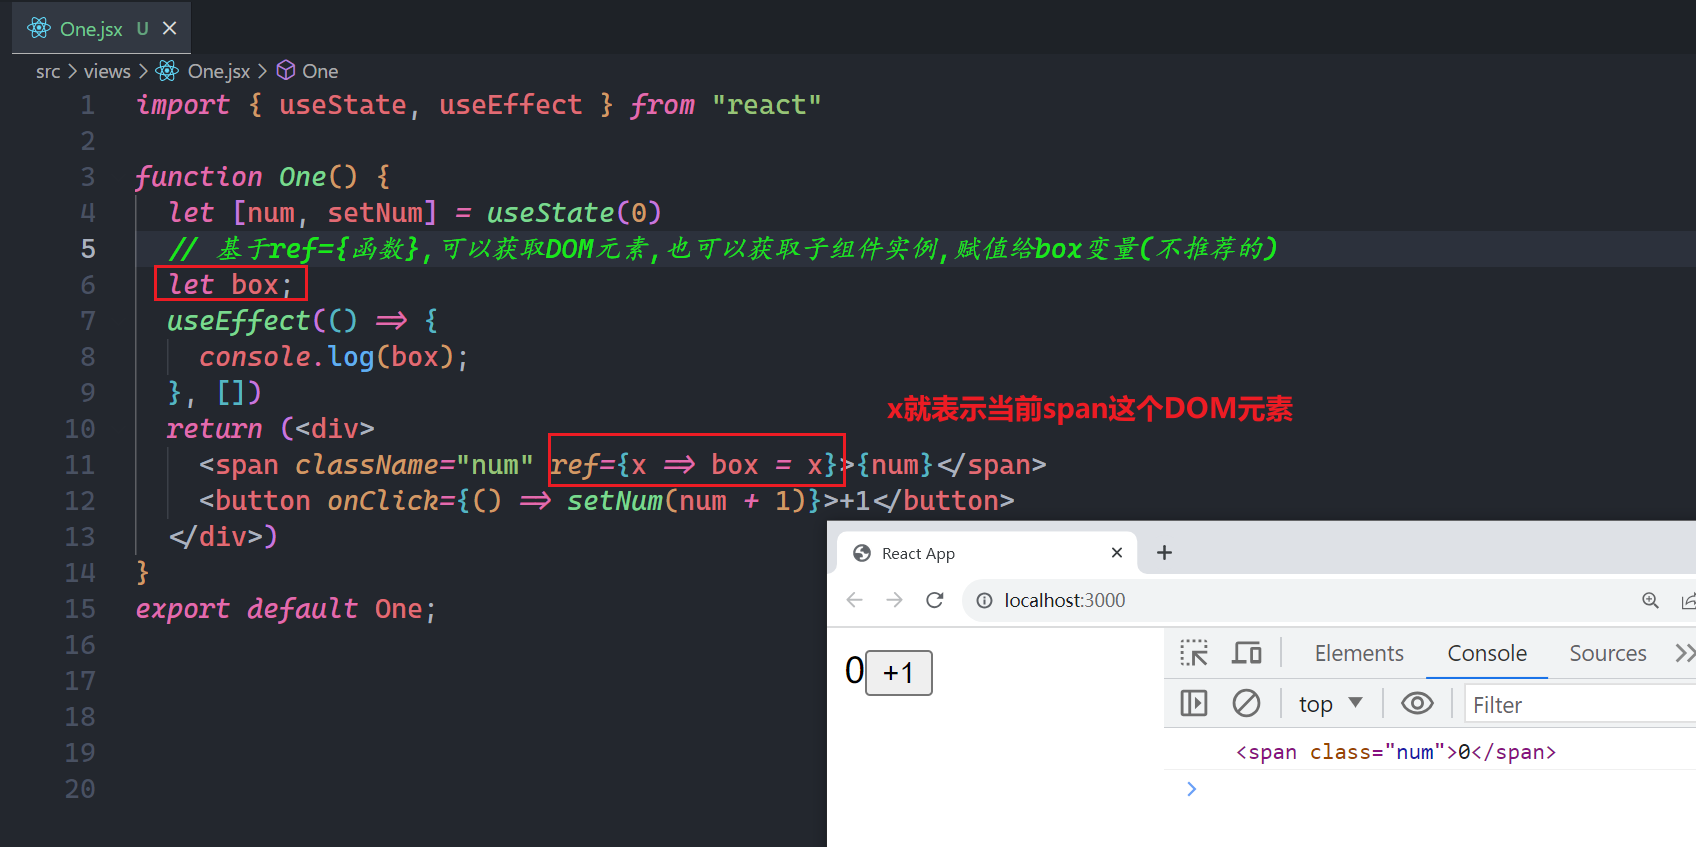 One.jsx U
src > views > One.jsx > One
1 import { useState, useEffect } from "react"
2
3 function One() {
4 let [num, setNum] = useState(0)
5 // 基于ref={函数},可以获取DOM元素,也可以获取子组件实例,赋值给box变量(不推荐的)
6 let box;
7 useEffect(() => {
8 console.log(box);
9 }, [])
x就表示当前span这个DOM元素
10 return (<div>
11 <span className="num" ref={x => box = x}>{num}</span>
12 <button onClick={() => setNum(num + 1)}>+1</button>
13 </div>)
14 }
15 export default One;
16
17
18
19
20
React App
localhost:3000
0 +1
Elements Console Sources
top Filter
<span class="num">0</span>